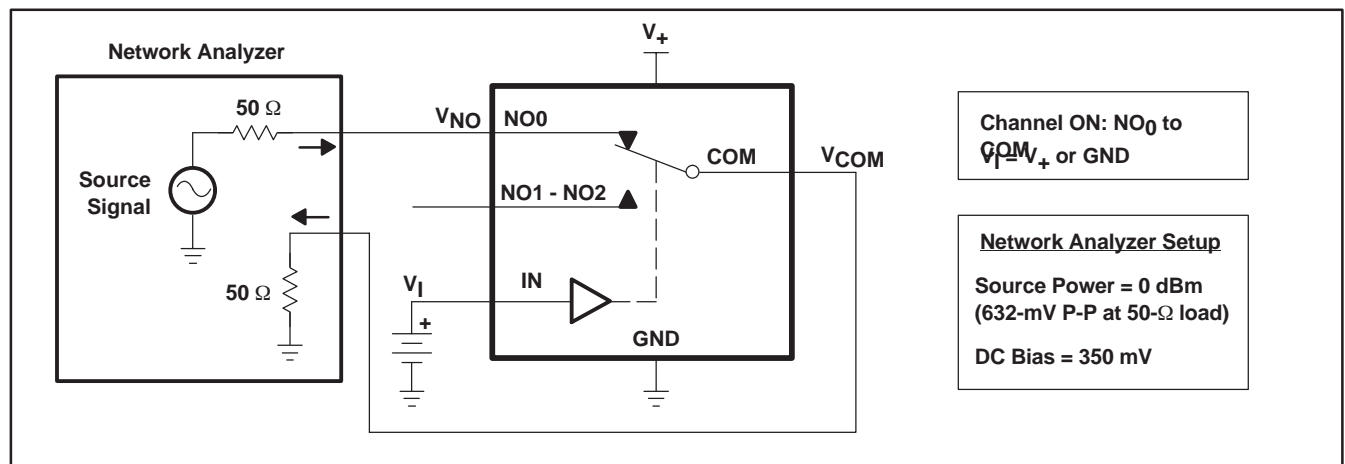 Network Analyzer
50 Ω
Source
Signal
50 Ω
V+
VNO NO0
COM VCOM
NO1 - NO2
VI IN
+
GND
Channel ON: NO0 to
COM
VI = V+ or GND
Network Analyzer Setup
Source Power = 0 dBm
(632-mV P-P at 50-Ω load)
DC Bias = 350 mV